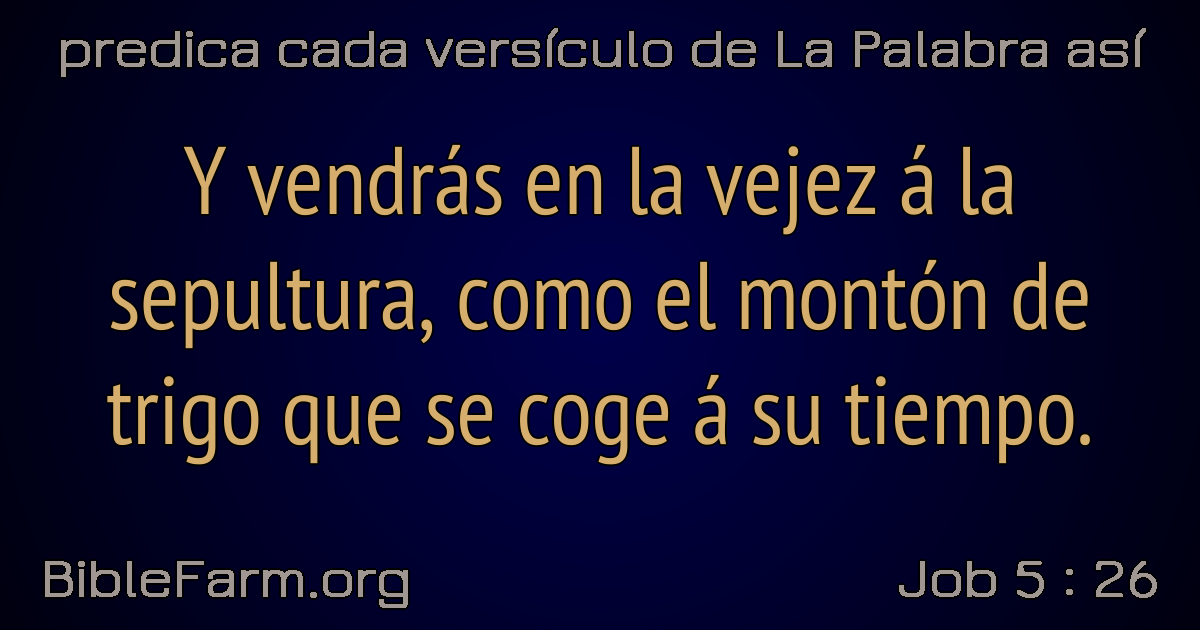 predica cada versículo de La Palabra así
Y vendrás en la vejez á la
sepultura, como el montón de
trigo que se coge á su tiempo.
BibleFarm.org
Job 5 : 26